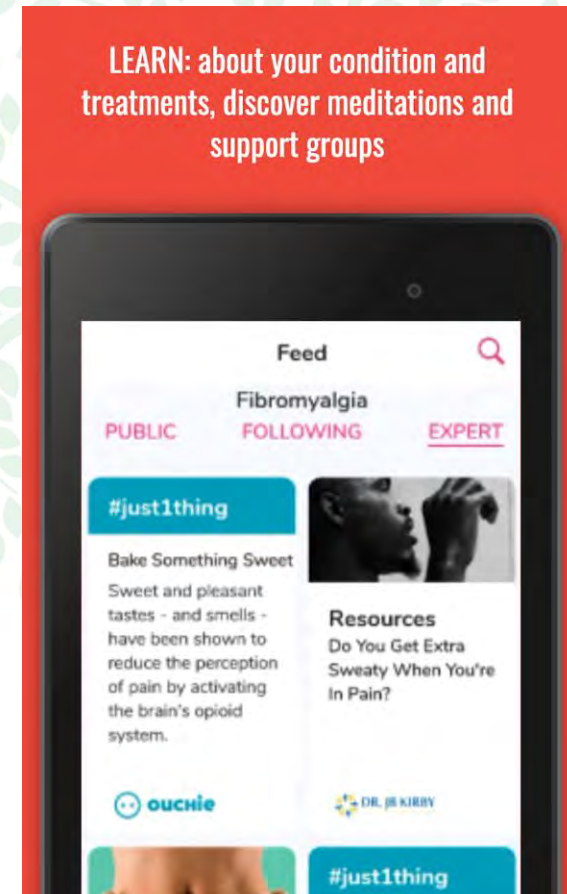 LEARN: about your condition and
treatments, discover meditations and
support groups
Feed
Fibromyalgia
PUBLIC FOLLOWING EXPERT
#just1thing
Bake Something Sweet
Sweet and pleasant
tastes - and smells -
have been shown to
reduce the perception
of pain by activating
the brain's opioid
system.
ouchie
Resources
Do You Get Extra
Sweaty When You're
In Pain?
DR. JB KIRBY
#just1thing